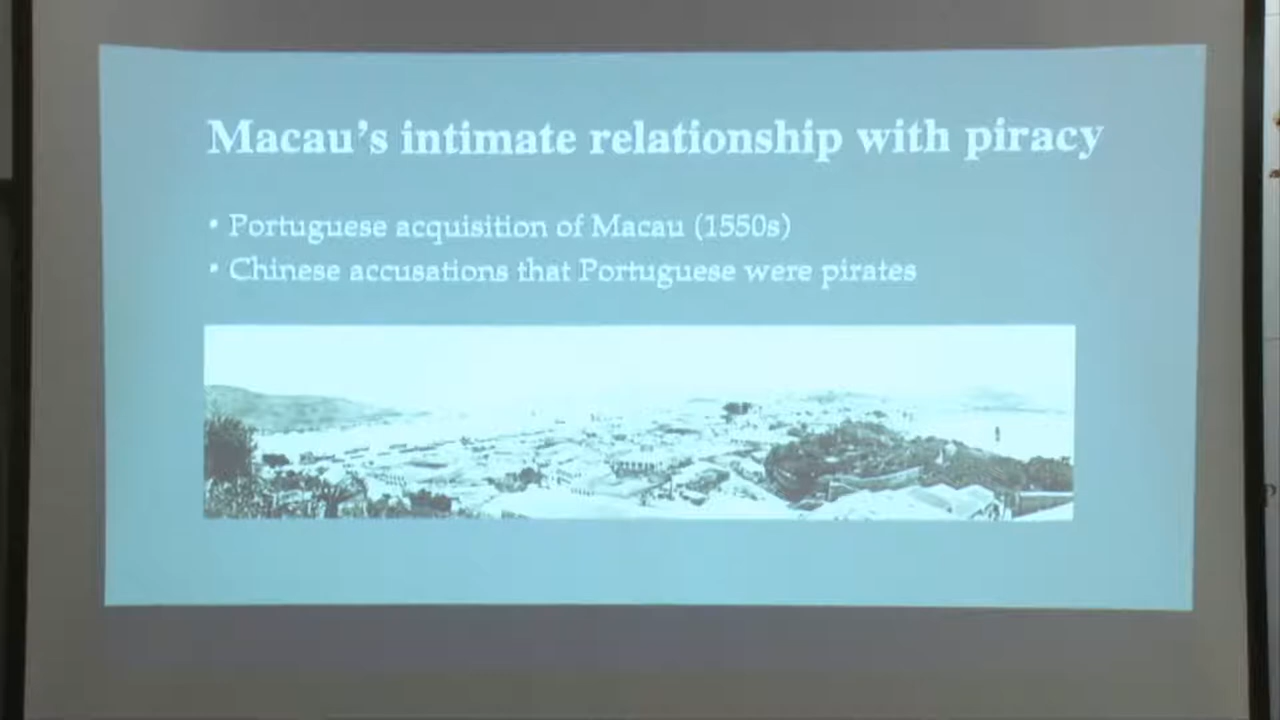 Macau's intimate relationship with piracy
• Portuguese acquisition of Macau (1550s)
• Chinese accusations that Portuguese were pirates